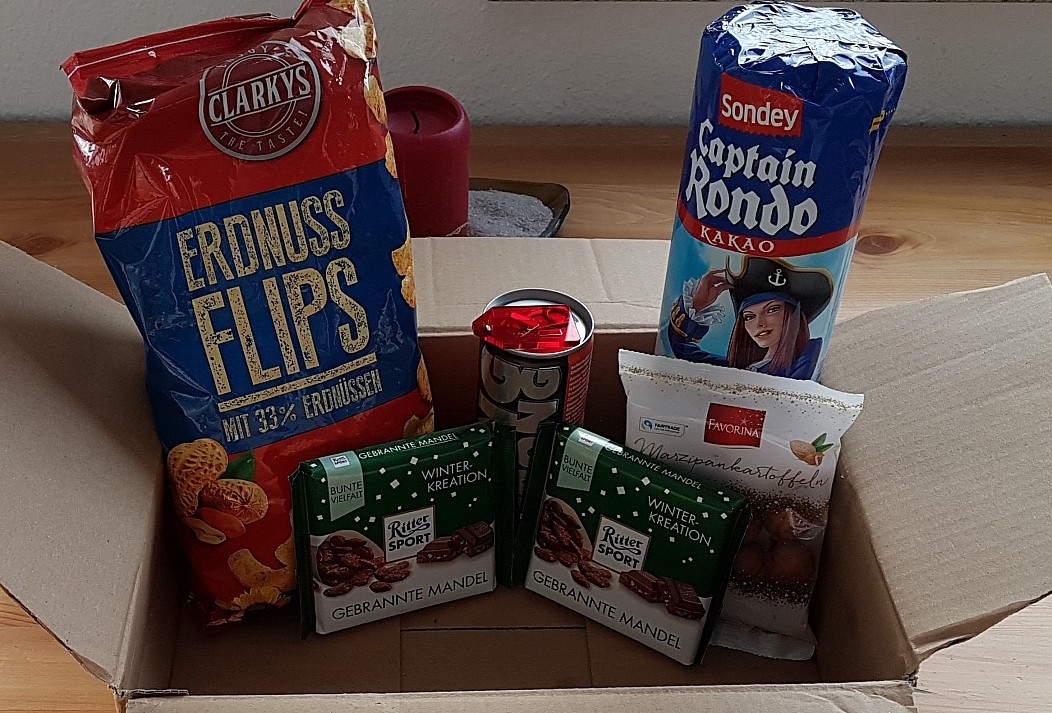 CLARKYS
THE TASTE!
ERDNUSS
FLIPS
MIT 33% ERDNÜSSEN
Sondey
Captain
Rondo
KAKAO
GEBRANNTE MANDEL
BUNTE
VIELFALT
WINTER-
KREATION
Ritter
SPORT
GEBRANNTE MANDEL
GEBRANNTE MANDEL
BUNTE
VIELFALT
WINTER-
KREATION
Ritter
SPORT
GEBRANNTE MANDEL
FAIRTRADE
FAVORINA
Marzipankartoffeln